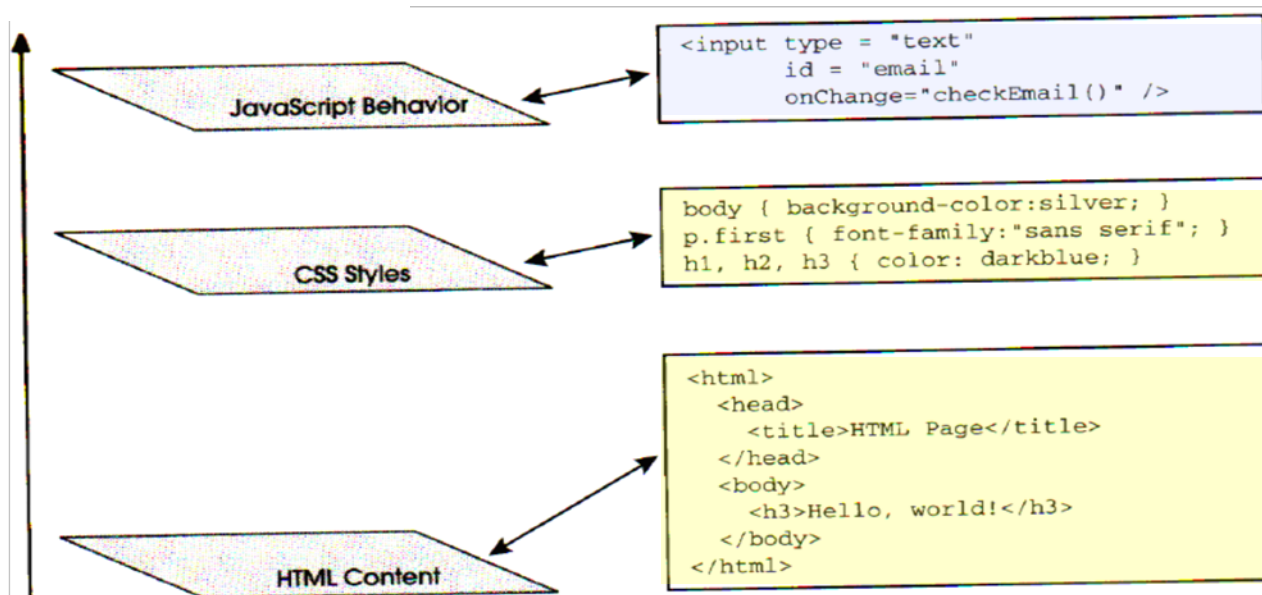 JavaScript Behavior
<input type = "text"
id = "email"
onChange="checkEmail()" />
CSS Styles
body { background-color:silver; }
p.first { font-family:"sans serif"; }
h1, h2, h3 { color: darkblue; }
HTML Content
<html>
<head>
<title>HTML Page</title>
</head>
<body>
<h3>Hello, world!</h3>
</body>
</html>